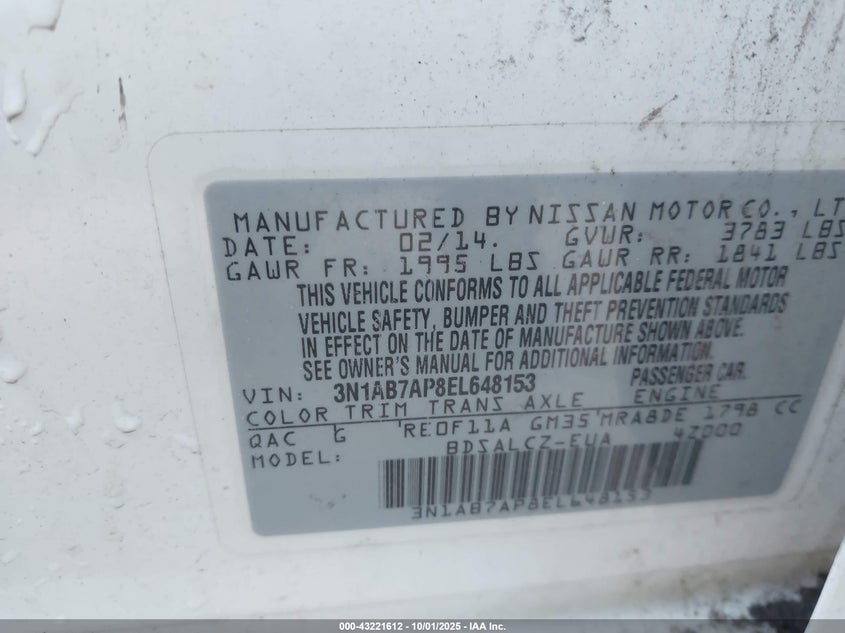 MANUFACTURED BY NISSAN MOTOR CO., LT
DATE: 02/14. GVWR: 3783 LBS
GAWR FR: 1995 LBS GAWR RR: 1841 LBS
THIS VEHICLE CONFORMS TO ALL APPLICABLE FEDERAL MOTOR
VEHICLE SAFETY, BUMPER AND THEFT PREVENTION STANDARDS
IN EFFECT ON THE DATE OF MANUFACTURE SHOWN ABOVE.
SEE OWNER'S MANUAL FOR ADDITIONAL INFORMATION.
VIN: 3N1AB7AP8EL648153 PASSENGER CAR.
COLOR TRIM TRANS AXLE ENGINE
QAC G RE0F11A GM35 MRA8DE 1798 CC
MODEL: BDSALCZ-EUA 4Z000
3N1AB7AP8EL648153
000-43221612 - 10/01/2025 - IAA Inc.